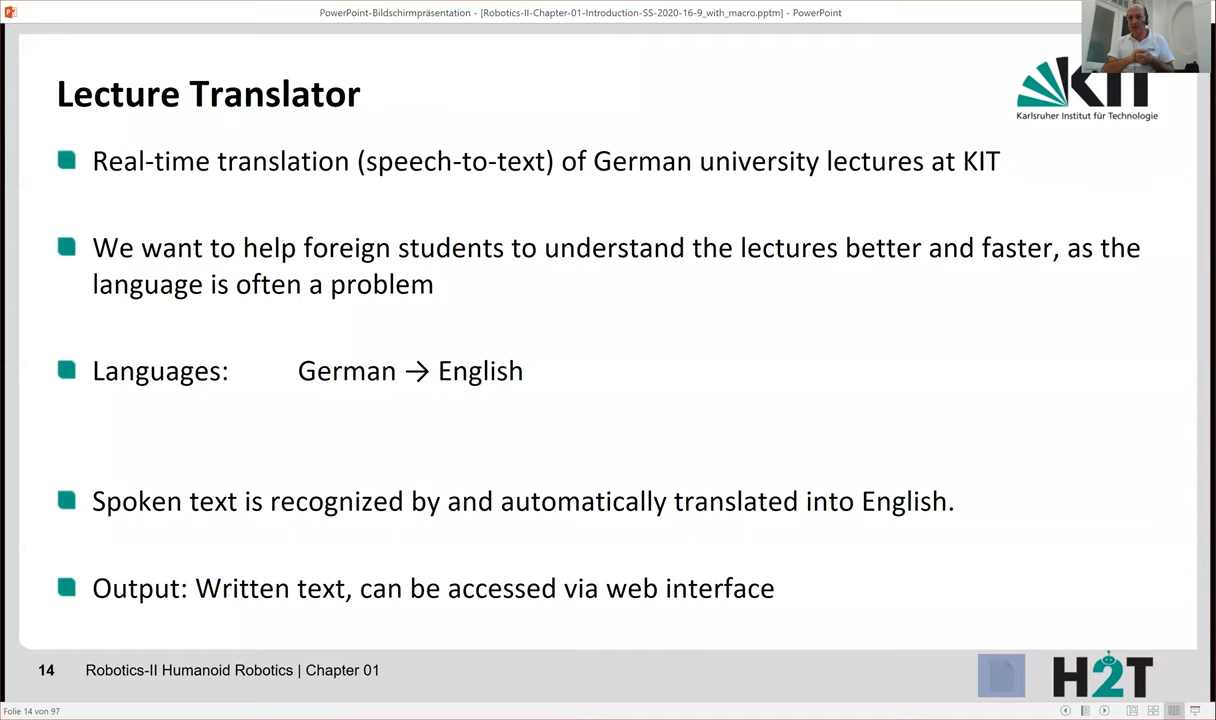 PowerPoint-Bildschirmpräsentation - [Robotics-II-Chapter-01-Introduction-SS-2020-16-9_with_macro.pptm] - PowerPoint
Lecture Translator
KIT
Karlsruher Institut für Technologie
Real-time translation (speech-to-text) of German university lectures at KIT
We want to help foreign students to understand the lectures better and faster, as the
language is often a problem
Languages: German → English
Spoken text is recognized by and automatically translated into English.
Output: Written text, can be accessed via web interface
14 Robotics-II Humanoid Robotics | Chapter 01
H2T
Folie 14 von 97